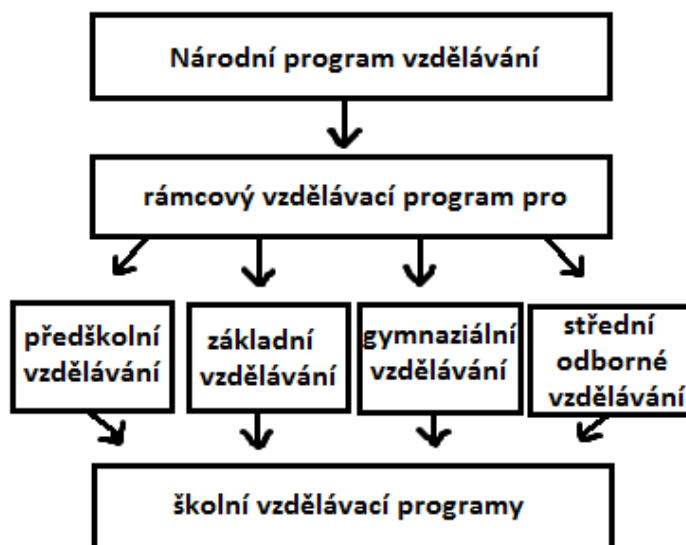 Národní program vzdělávání
rámcový vzdělávací program pro
předškolní
vzdělávání
základní
vzdělávání
gymnaziální
vzdělávání
střední
odborné
vzdělávání
školní vzdělávací programy